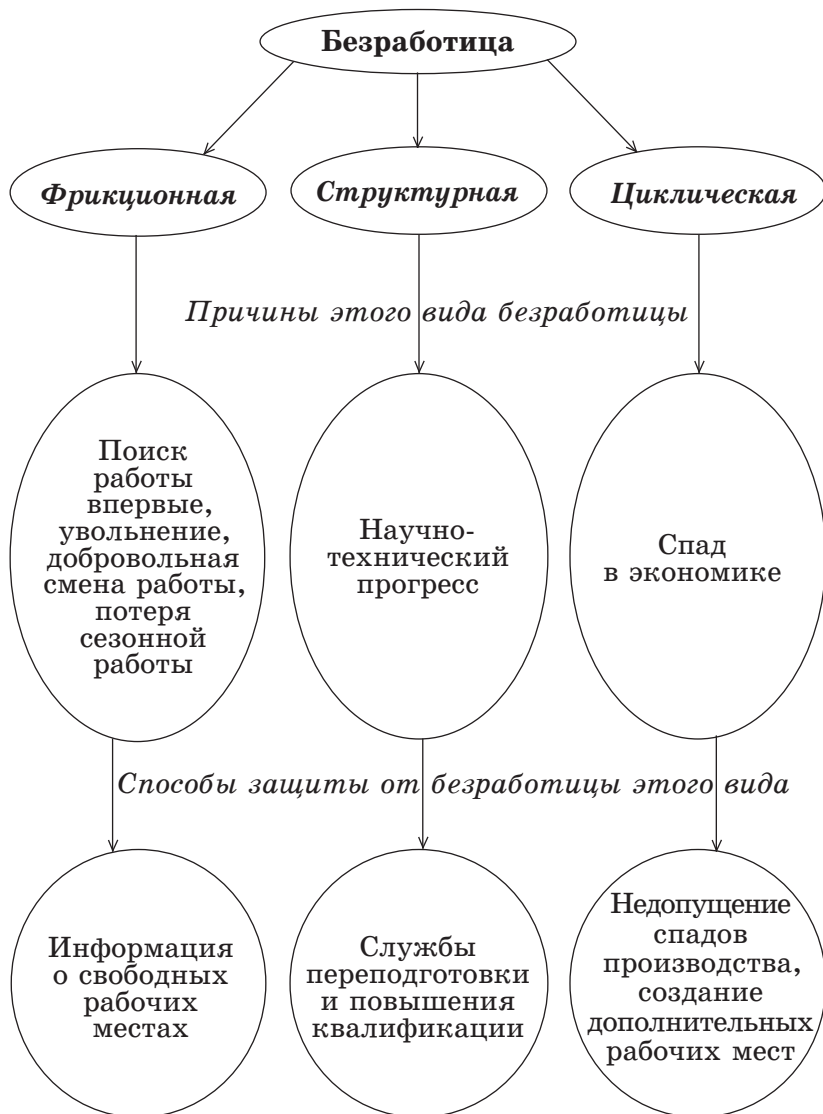 Безработица
Фрикционная
Структурная
Циклическая
Причины этого вида безработицы
Поиск
работы
впервые,
увольнение,
добровольная
смена работы,
потеря
сезонной
работы
Научно-
технический
прогресс
Спад
в экономике
Способы защиты от безработицы этого вида
Информация
о свободных
рабочих
местах
Службы
переподготовки
и повышения
квалификации
Недопущение
спадов
производства,
создание
дополнительных
рабочих мест